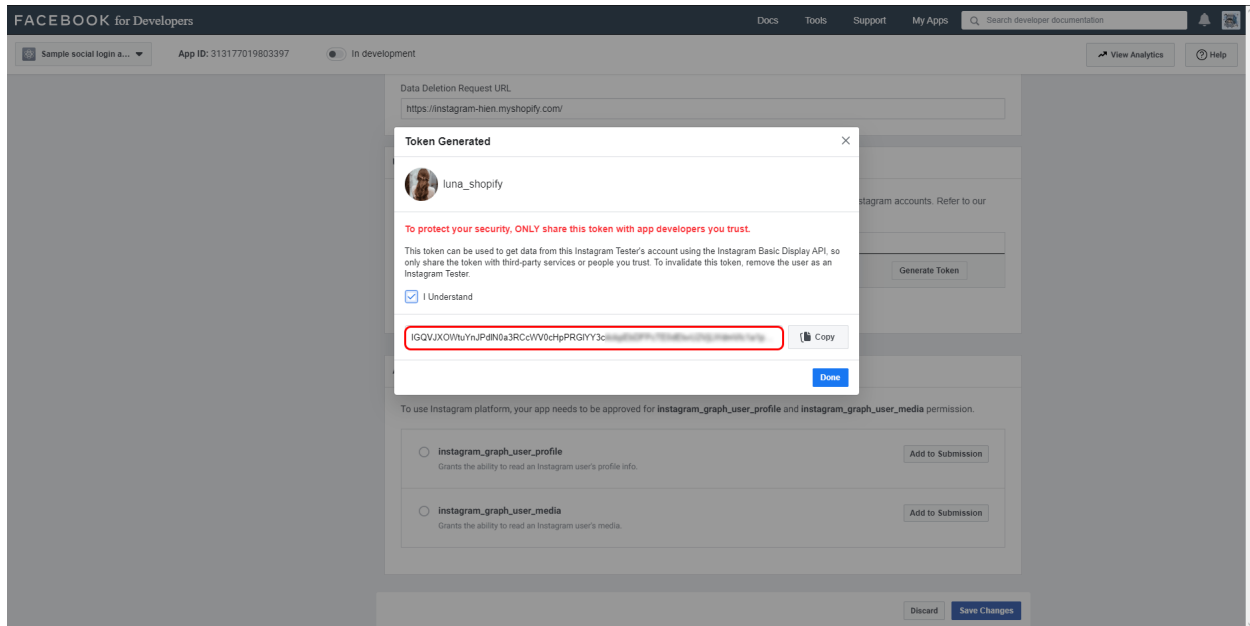 FACEBOOK for Developers
Docs Tools Support My Apps Search developer documentation
Sample social login a... App ID: 313177019803397 In development View Analytics Help
Data Deletion Request URL
https://instagram-hien.myshopify.com/
Token Generated
luna_shopify
stagram accounts. Refer to our
To protect your security, ONLY share this token with app developers you trust.
This token can be used to get data from this Instagram Tester's account using the Instagram Basic Display API, so
only share the token with third-party services or people you trust. To invalidate this token, remove the user as an
Instagram Tester.
Generate Token
I Understand
Copy
Done
To use Instagram platform, your app needs to be approved for instagram_graph_user_profile and instagram_graph_user_media permission.
instagram_graph_user_profile
Grants the ability to read an Instagram user's profile info.
Add to Submission
instagram_graph_user_media
Grants the ability to read an Instagram user's media.
Add to Submission
Discard Save Changes